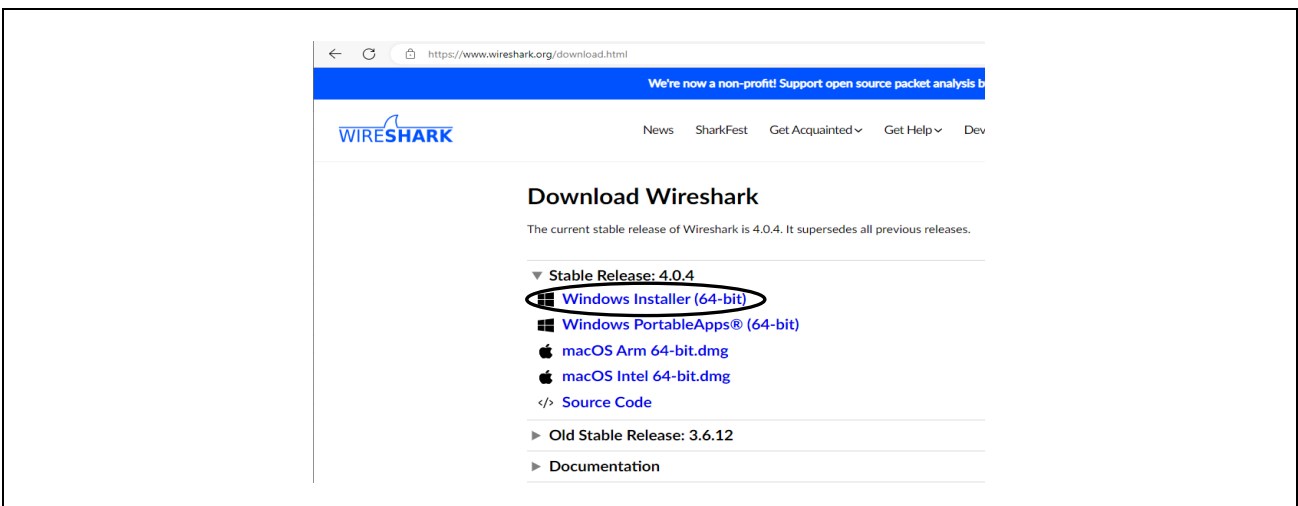 https://www.wireshark.org/download.html
We're now a non-profit! Support open source packet analysis b
WIRESHARK
News SharkFest Get Acquainted Get Help Dev
Download Wireshark
The current stable release of Wireshark is 4.0.4. It supersedes all previous releases.
Stable Release: 4.0.4
Windows Installer (64-bit)
Windows PortableApps® (64-bit)
macOS Arm 64-bit.dmg
macOS Intel 64-bit.dmg
</> Source Code
Old Stable Release: 3.6.12
Documentation